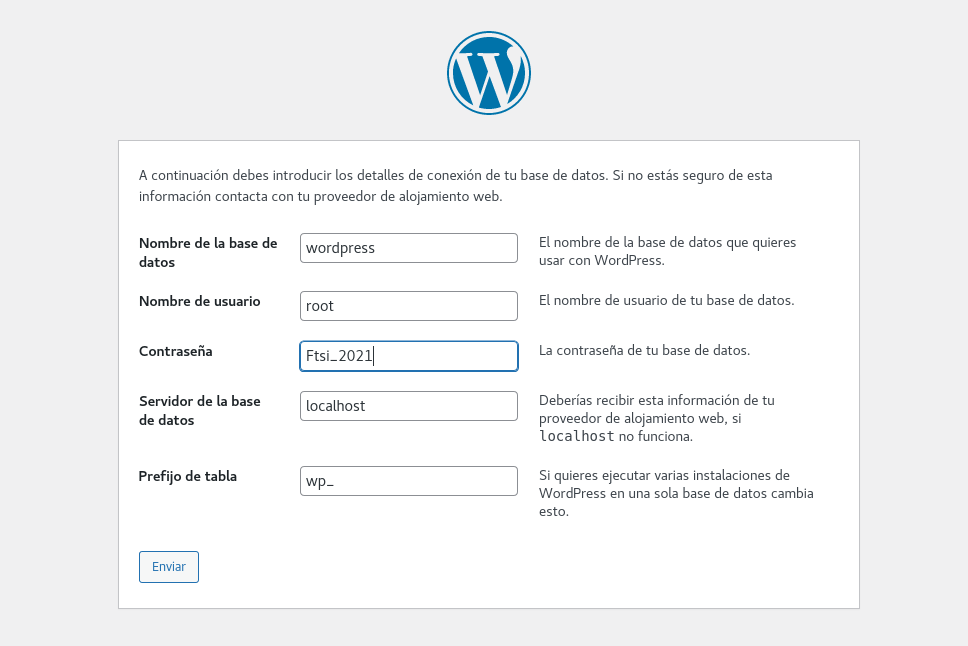 A continuación debes introducir los detalles de conexión de tu base de datos. Si no estás seguro de esta
información contacta con tu proveedor de alojamiento web.
Nombre de la base de
datos
wordpress
El nombre de la base de datos que quieres
usar con WordPress.
Nombre de usuario
root
El nombre de usuario de tu base de datos.
Contraseña
Ftsi_2021
La contraseña de tu base de datos.
Servidor de la base
de datos
localhost
Deberías recibir esta información de tu
proveedor de alojamiento web, si
localhost no funciona.
Prefijo de tabla
wp_
Si quieres ejecutar varias instalaciones de
WordPress en una sola base de datos cambia
esto.
Enviar